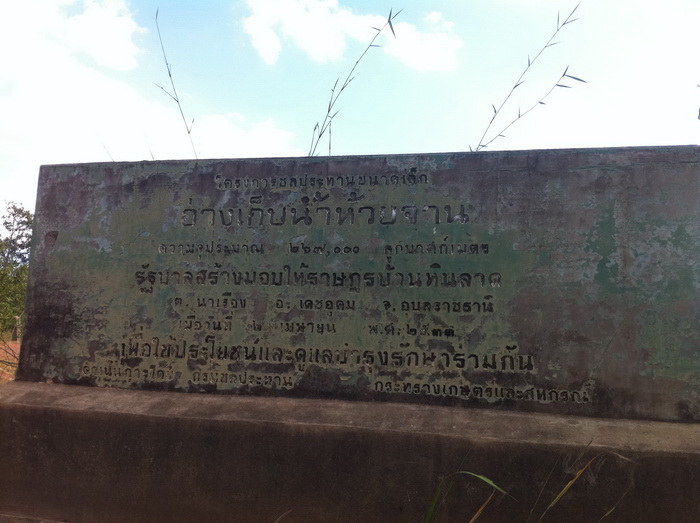 โครงการชลประทานขนาดเล็ก
อ่างเก็บน้ำห้วยจาน
ความจุประมาณ ลูกบาศก์เมตร
รัฐบาลสร้างมอบให้ราษฎรบ้านหินลาด
ต. นาเรือง อ. เดชอุดม จ. อุบลราชธานี
เมื่อวันที่ เมษายน พ.ศ. ๒๕๓๓
เพื่อใช้ประโยชน์และดูแลบำรุงรักษาร่วมกัน
ดำเนินการโดย กรมชลประทาน กระทรวงเกษตรและสหกรณ์